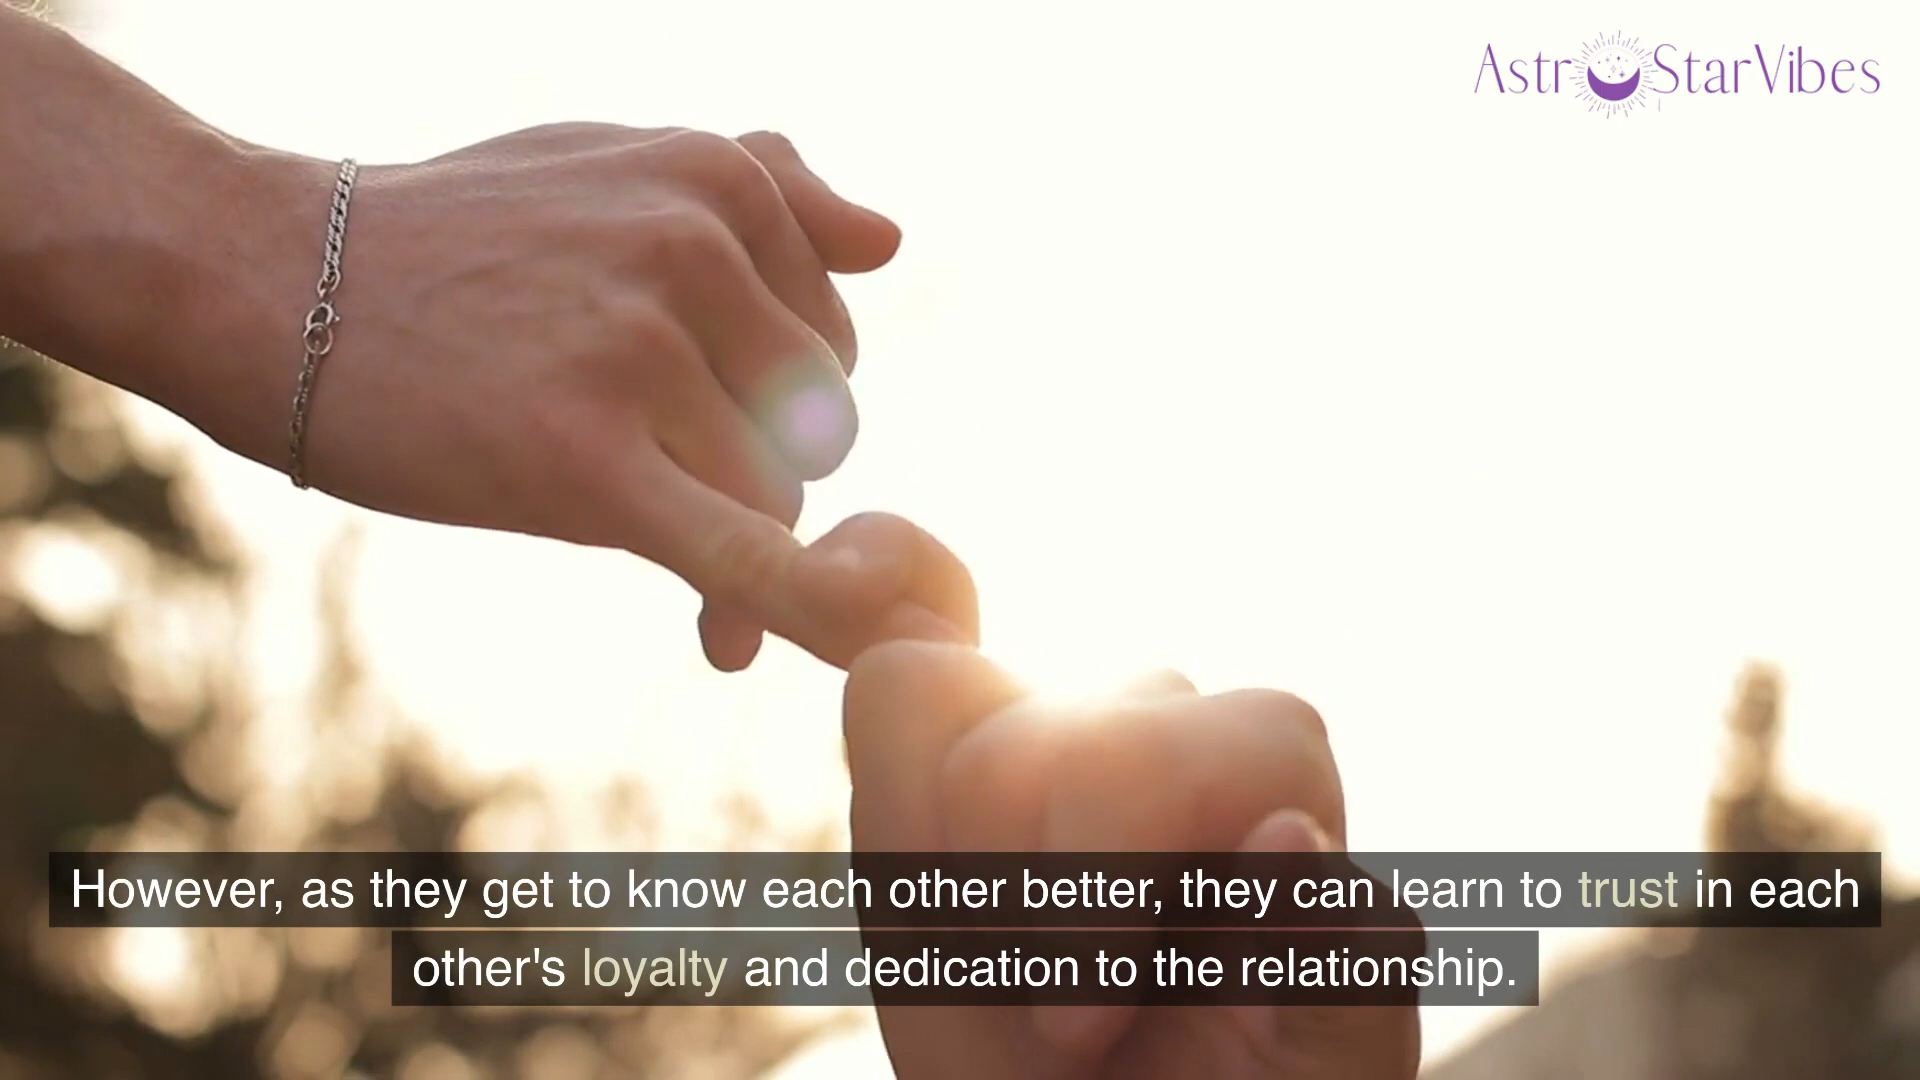 AstroStarVibes
However, as they get to know each other better, they can learn to trust in each
other's loyalty and dedication to the relationship.